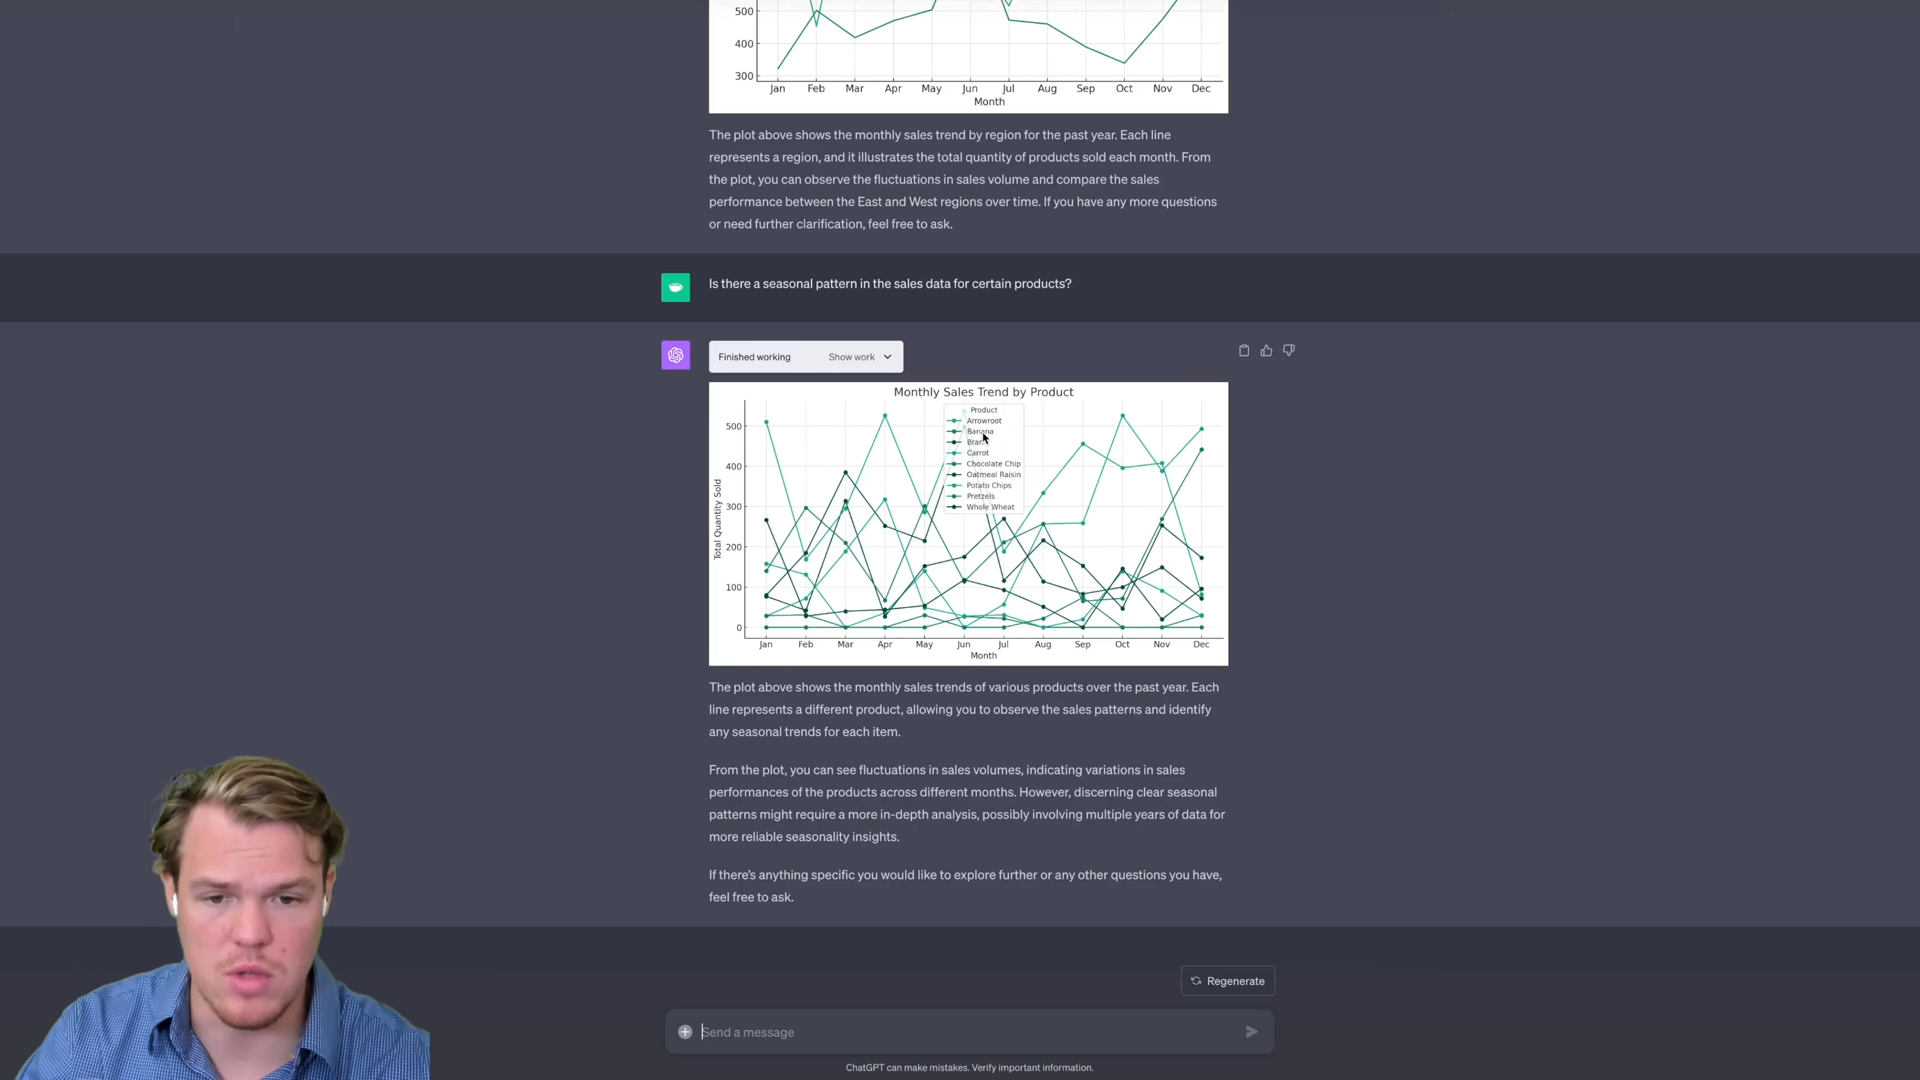 500
400
300
Jan Feb Mar Apr May Jun Jul Aug Sep Oct Nov Dec
Month
The plot above shows the monthly sales trend by region for the past year. Each line
represents a region, and it illustrates the total quantity of products sold each month. From
the plot, you can observe the fluctuations in sales volume and compare the sales
performance between the East and West regions over time. If you have any more questions
or need further clarification, feel free to ask.
Is there a seasonal pattern in the sales data for certain products?
Finished working Show work
Monthly Sales Trend by Product
Product
Arrowroot
Banana
Carrot
Chocolate Chip
Oatmeal Raisin
Potato Chips
Pretzels
Whole Wheat
Total Quantity Sold
500
400
300
200
100
0
Jan Feb Mar Apr May Jun Jul Aug Sep Oct Nov Dec
Month
The plot above shows the monthly sales trends of various products over the past year. Each
line represents a different product, allowing you to observe the sales patterns and identify
any seasonal trends for each item.
From the plot, you can see fluctuations in sales volumes, indicating variations in sales
performances of the products across different months. However, discerning clear seasonal
patterns might require a more in-depth analysis, possibly involving multiple years of data for
more reliable seasonality insights.
If there's anything specific you would like to explore further or any other questions you have,
feel free to ask.
Regenerate
Send a message
ChatGPT can make mistakes. Verify important information.